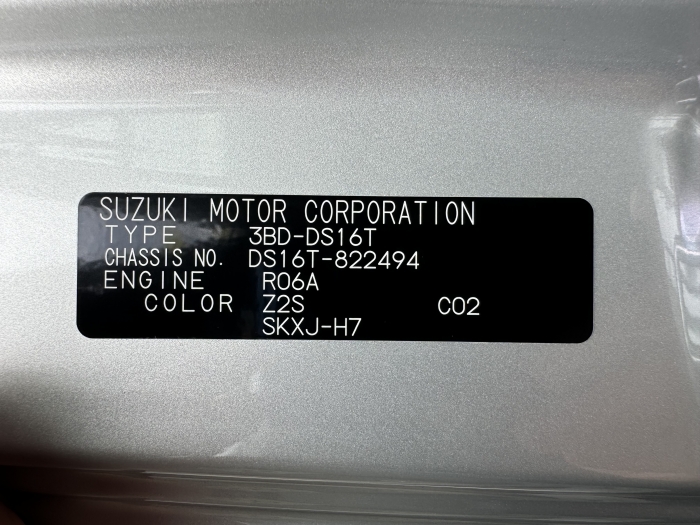 SUZUKI MOTOR CORPORATION
TYPE 3BD-DS16T
CHASSIS NO. DS16T-822494
ENGINE R06A
COLOR Z2S C02
SKXJ-H7